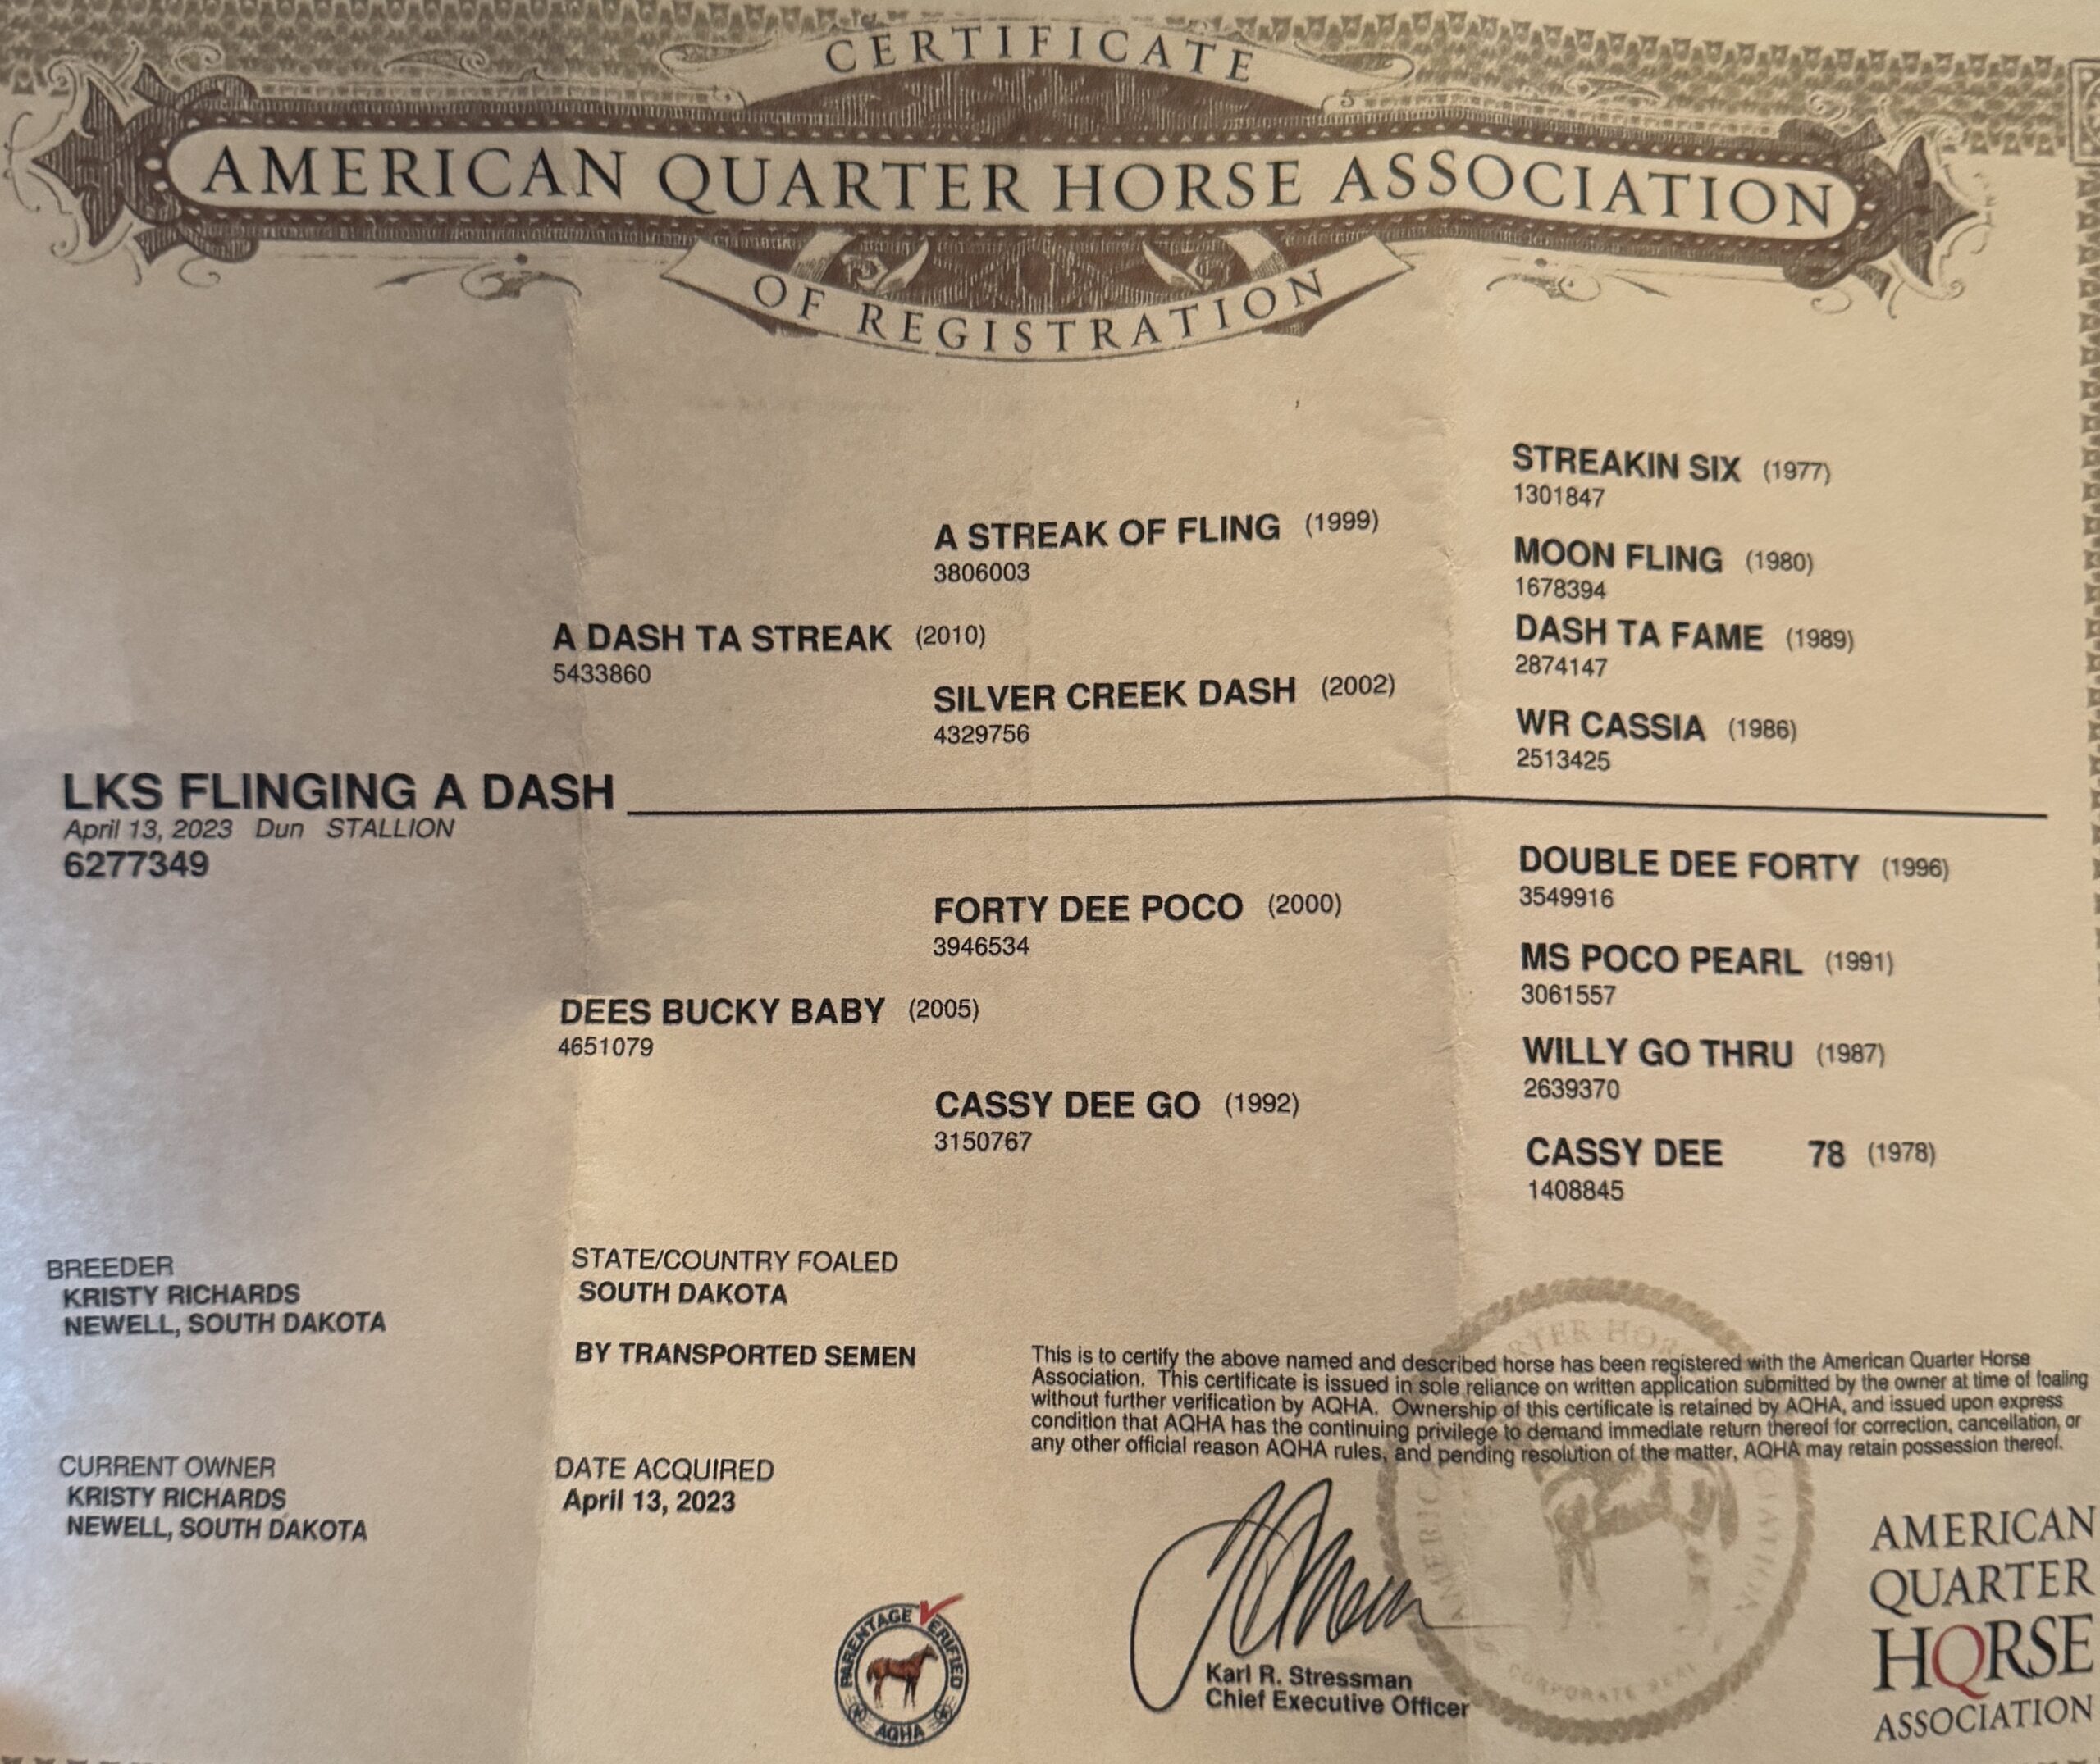 CERTIFICATE
AMERICAN QUARTER HORSE ASSOCIATION
OF REGISTRATION
STREAKIN SIX (1977)
1301847
A STREAK OF FLING (1999)
3806003
MOON FLING (1980)
1678394
A DASH TA STREAK (2010)
5433860
DASH TA FAME (1989)
2874147
SILVER CREEK DASH (2002)
4329756
WR CASSIA (1986)
2513425
LKS FLINGING A DASH
April 13, 2023 Dun STALLION
6277349
DOUBLE DEE FORTY (1996)
3549916
FORTY DEE POCO (2000)
3946534
MS POCO PEARL (1991)
3061557
DEES BUCKY BABY (2005)
4651079
WILLY GO THRU (1987)
2639370
CASSY DEE GO (1992)
3150767
CASSY DEE 78 (1978)
1408845
BREEDER
KRISTY RICHARDS
NEWELL, SOUTH DAKOTA
STATE/COUNTRY FOALED
SOUTH DAKOTA
BY TRANSPORTED SEMEN
This is to certify the above named and described horse has been registered with the American Quarter Horse
Association. This certificate is issued in sole reliance on written application submitted by the owner at time of foaling
without further verification by AQHA. Ownership of this certificate is retained by AQHA, and issued upon express
condition that AQHA has the continuing privilege to demand immediate return thereof for correction, cancellation, or
any other official reason AQHA rules, and pending resolution of the matter, AQHA may retain possession thereof.
CURRENT OWNER
KRISTY RICHARDS
NEWELL, SOUTH DAKOTA
DATE ACQUIRED
April 13, 2023
PARENTAGE VERIFIED
AQHA
Karl R. Stressman
Chief Executive Officer
CORPORATE SEAL
AMERICAN
QUARTER
HORSE
ASSOCIATION